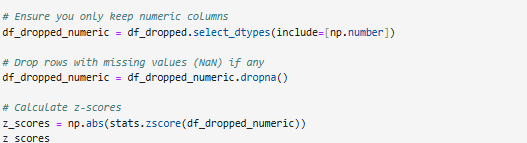 # Ensure you only keep numeric columns
df_dropped_numeric = df_dropped.select_dtypes(include=[np.number])
# Drop rows with missing values (NaN) if any
df_dropped_numeric = df_dropped_numeric.dropna()
# Calculate z-scores
z_scores = np.abs(stats.zscore(df_dropped_numeric))
z_scores